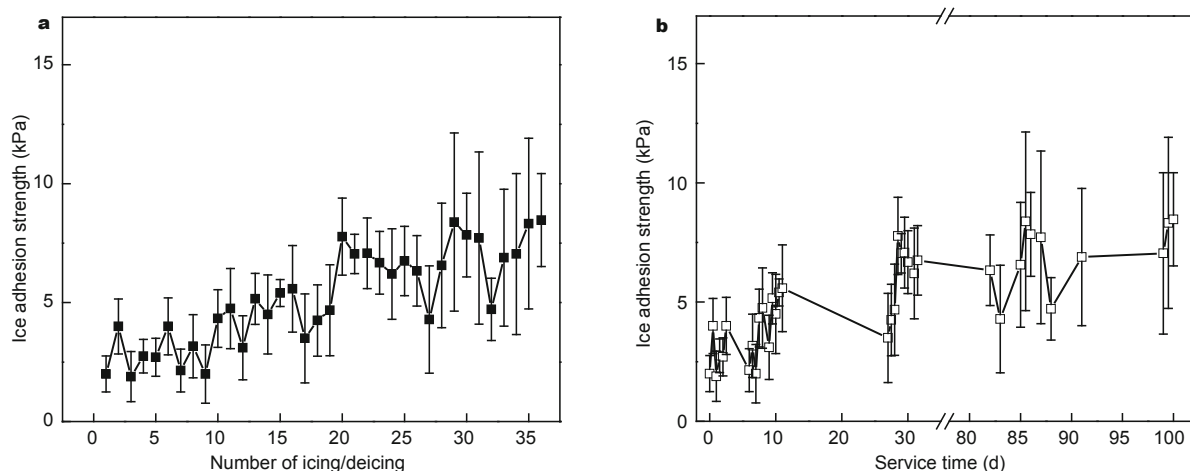 a
15
10
5
0
Ice adhesion strength (kPa)
0 5 10 15 20 25 30 35
Number of icing/deicing
b
15
10
5
0
Ice adhesion strength (kPa)
0 10 20 30 80 85 90 95 100
Service time (d)